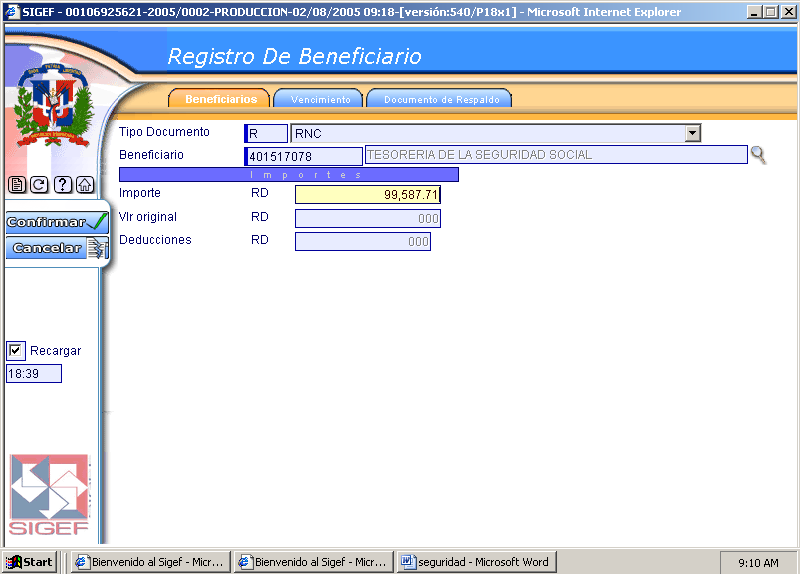 SIGEF - 00106925621-2005/0002-PRODUCCION-02/08/2005 09:18-[versión:540/P18x1] - Microsoft Internet Explorer
Registro De Beneficiario
Beneficiarios Vencimiento Documento de Respaldo
Tipo Documento R RNC
Beneficiario 401517078 TESORERIA DE LA SEGURIDAD SOCIAL
Importes
Importe RD 99,587.71
Vlr original RD 000
Deducciones RD 000
Confirmar
Cancelar
Recargar
18:39
SIGEF
Start Bienvenido al Sigef - Micr... Bienvenido al Sigef - Micr... seguridad - Microsoft Word 9:10 AM